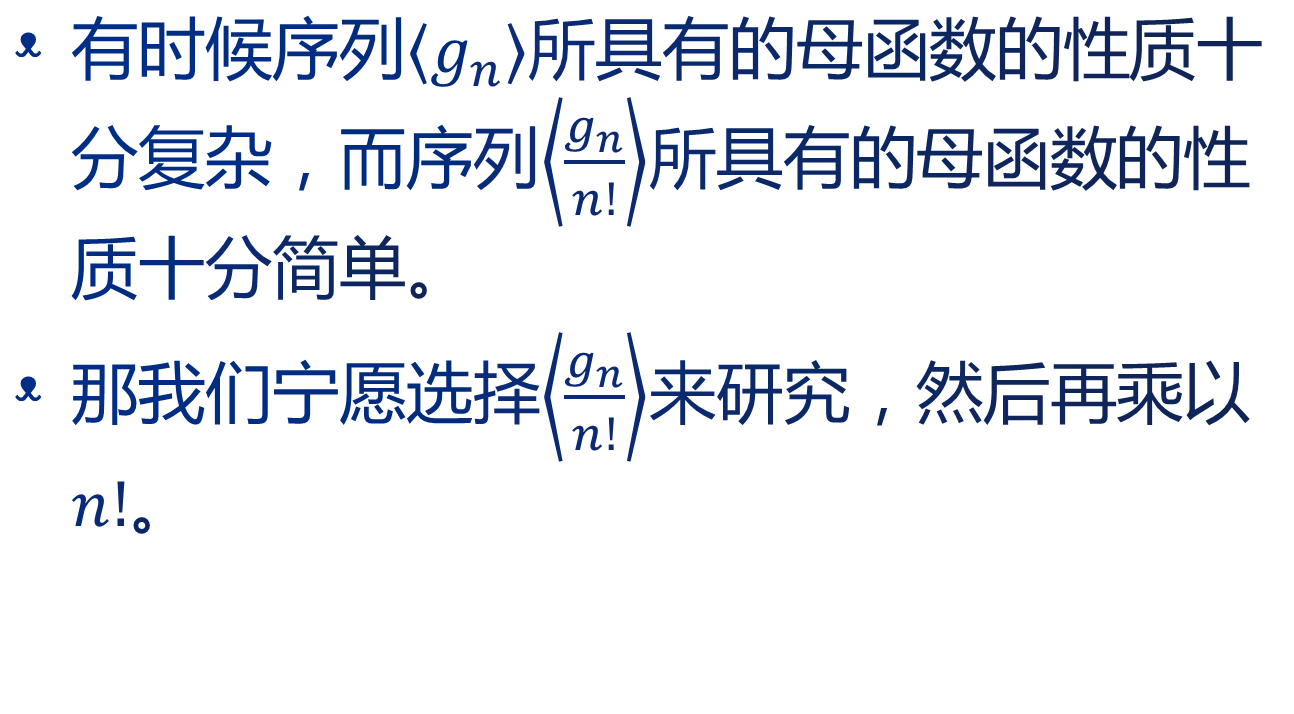 有时候序列⟨gₙ⟩所具有的母函数的性质十
分复杂，而序列⟨gₙ/n!⟩所具有的母函数的性
质十分简单。
那我们宁愿选择⟨gₙ/n!⟩来研究，然后再乘以
n!。